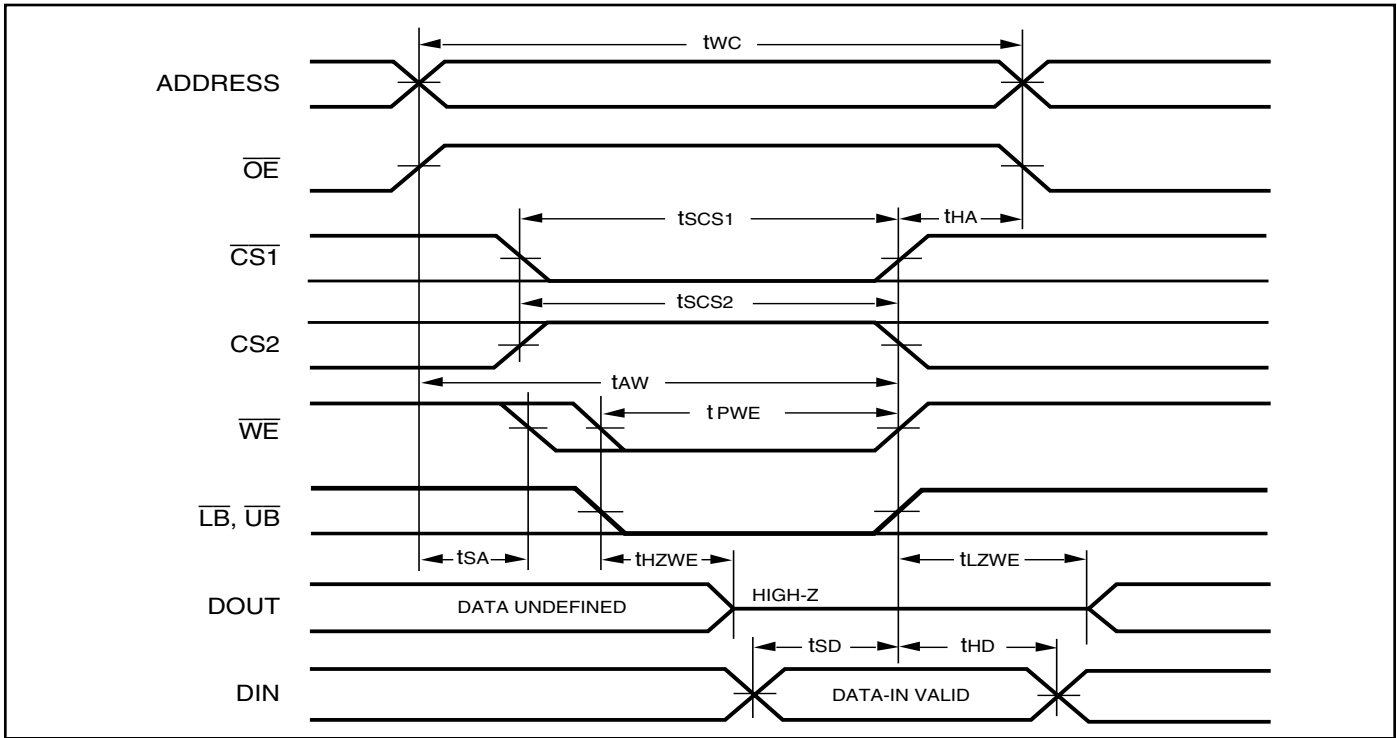 tWC
ADDRESS
OE
tSCS1
tHA
CS1
tSCS2
CS2
tAW
WE
tPWE
LB, UB
tSA
tHZWE
tLZWE
DOUT
DATA UNDEFINED
HIGH-Z
tSD
tHD
DIN
DATA-IN VALID